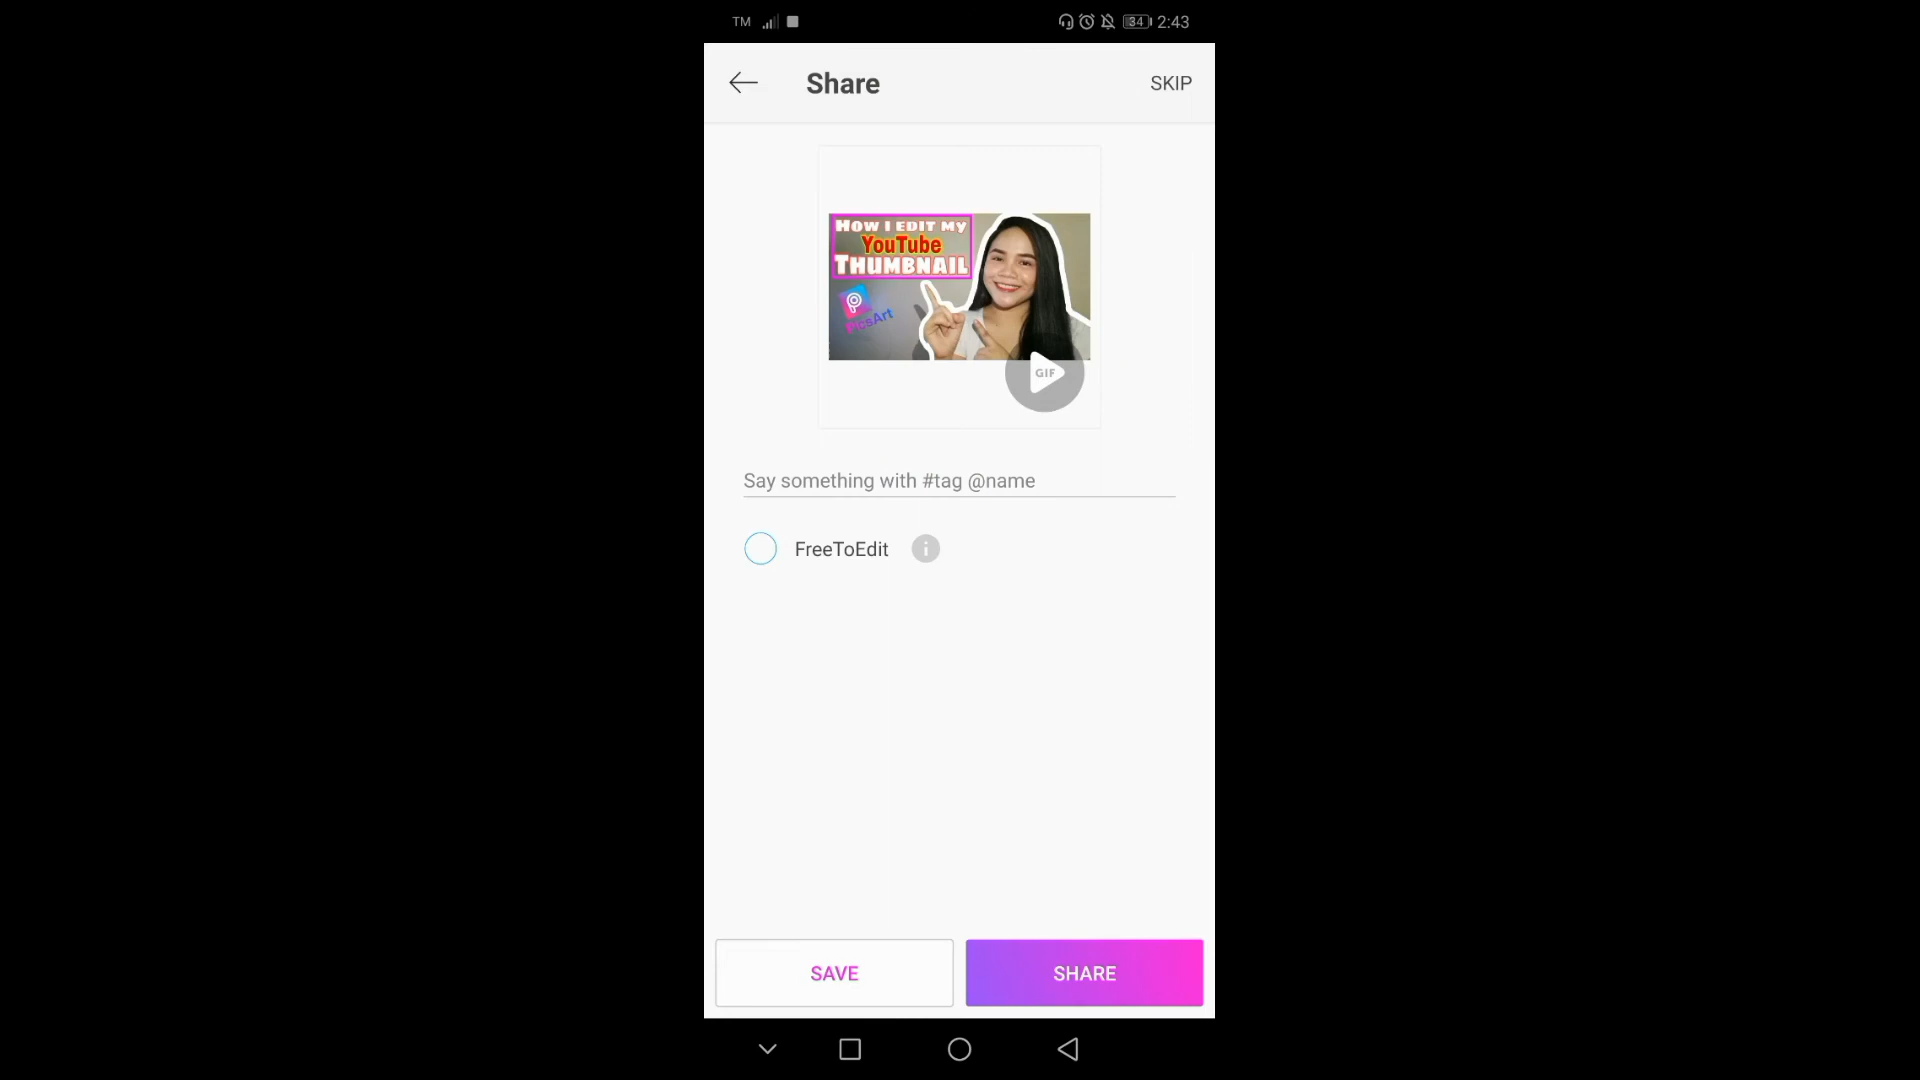 TM 34 2:43
Share SKIP
HOW I EDIT MY
YouTube
THUMBNAIL
PicsArt
GIF
Say something with #tag @name
FreeToEdit
SAVE SHARE